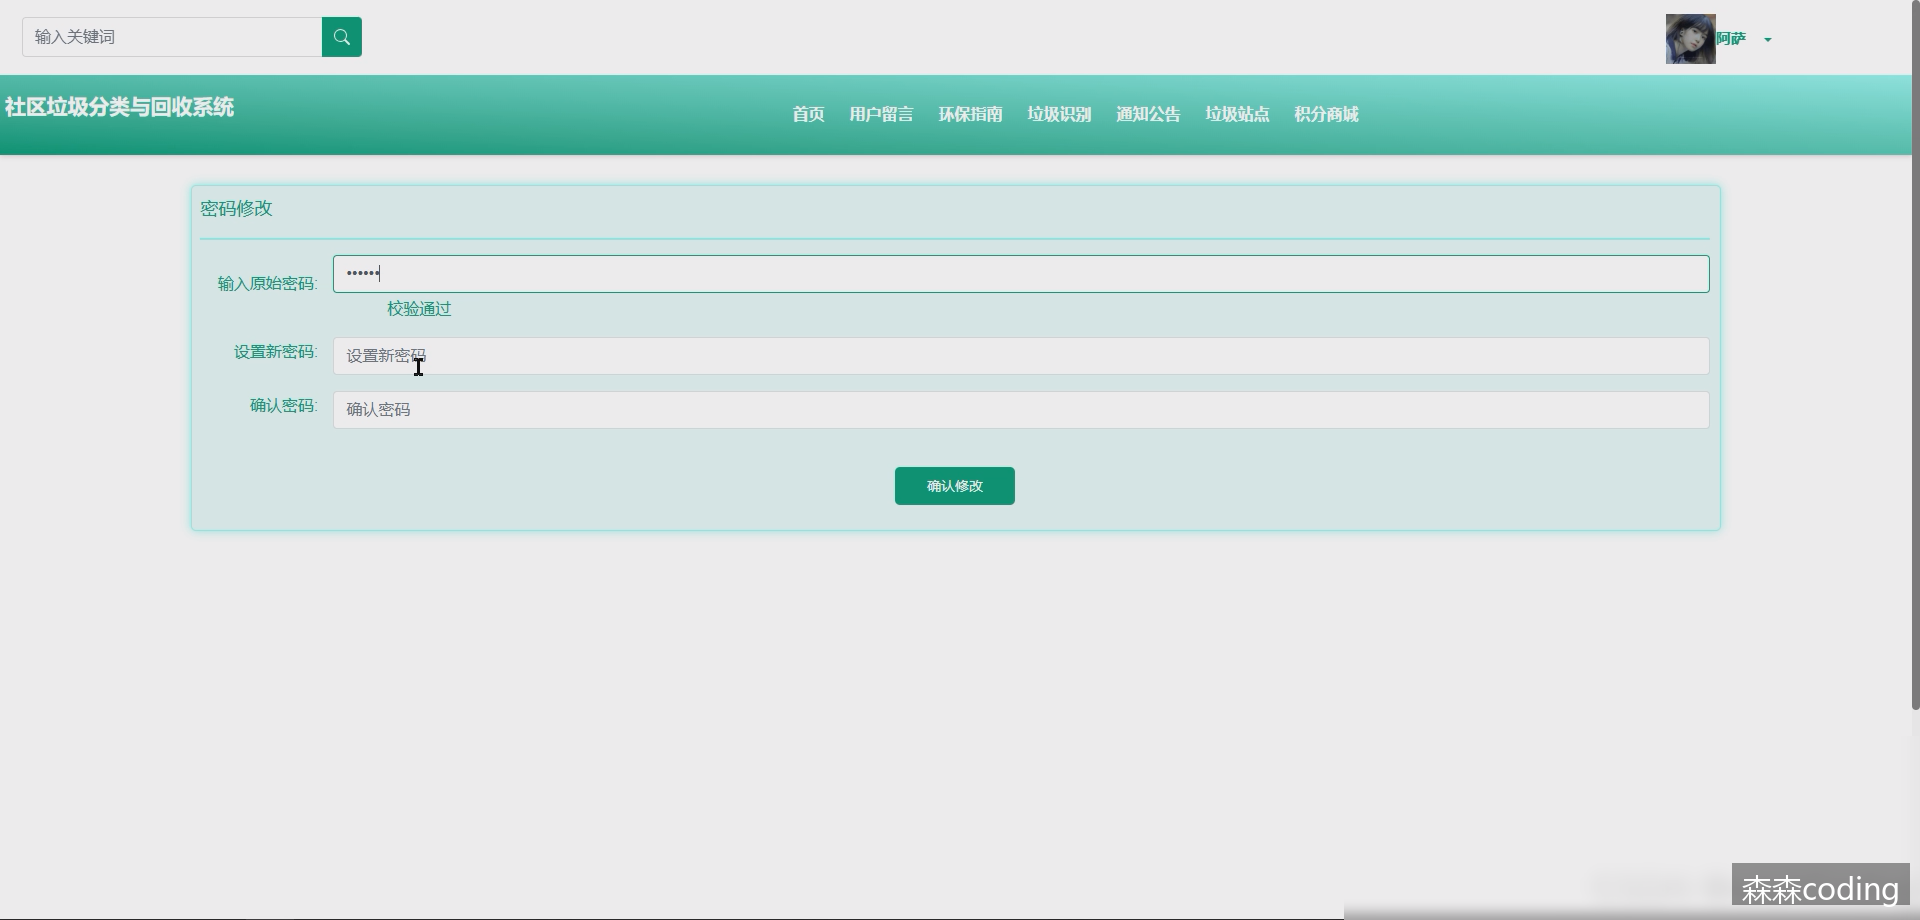 输入关键词
阿萨
社区垃圾分类与回收系统
首页 用户留言 环保指南 垃圾识别 通知公告 垃圾站点 积分商城
密码修改
输入原始密码: ••••••
校验通过
设置新密码: 设置新密码
确认密码: 确认密码
确认修改
森森coding